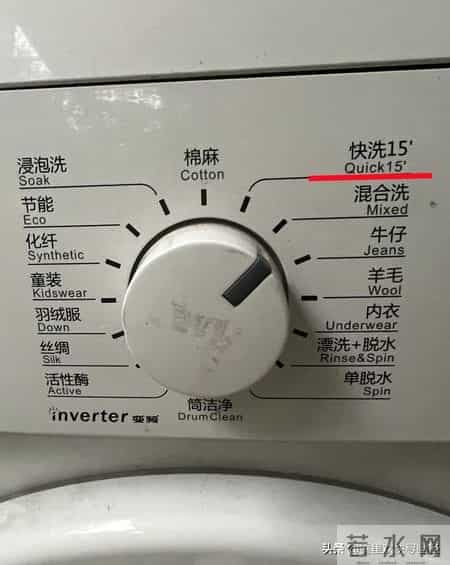 棉麻
Cotton
快洗15'
Quick15'
混合洗
Mixed
牛仔
Jeans
羊毛
Wool
内衣
Underwear
漂洗+脱水
Rinse&Spin
单脱水
Spin
筒洁净
DrumClean
浸泡洗
Soak
节能
Eco
化纤
Synthetic
童装
Kidswear
羽绒服
Down
丝绸
Silk
活性酶
Active
inverter 变频
若水网